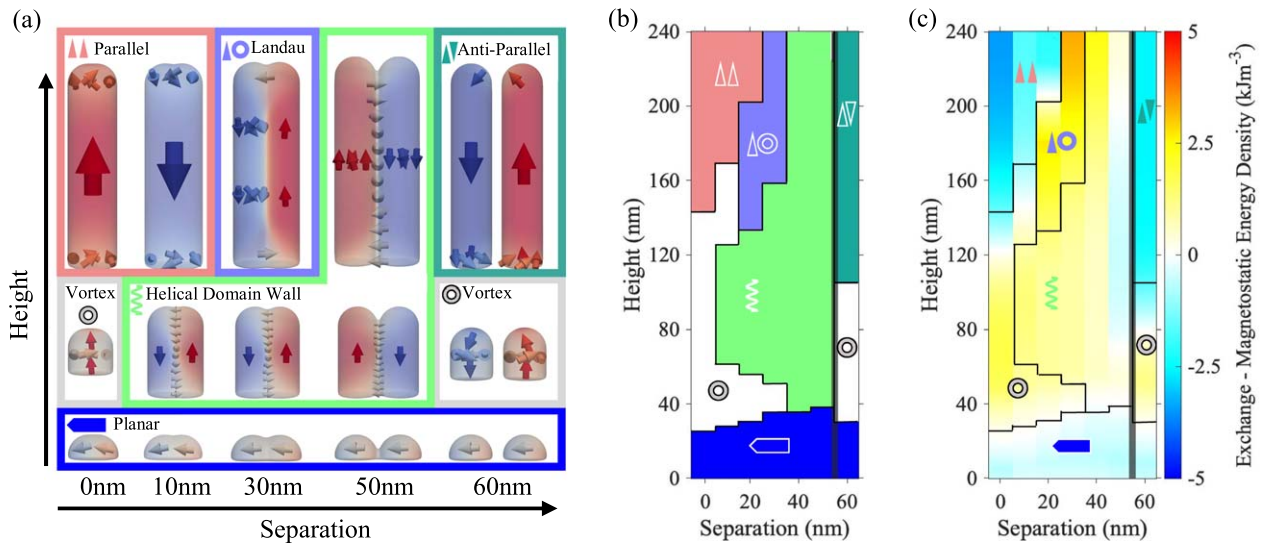 (a)
Parallel
Landau
Anti-Parallel
Vortex
Helical Domain Wall
Vortex
Planar
Height
0nm
10nm
30nm
50nm
60nm
Separation
(b)
240
200
160
120
80
40
0
Height (nm)
0
20
40
60
Separation (nm)
(c)
240
200
160
120
80
40
0
Height (nm)
0
20
40
60
Separation (nm)
5
2.5
0
-2.5
-5
Exchange - Magnetostatic Energy Density (kJm⁻³)